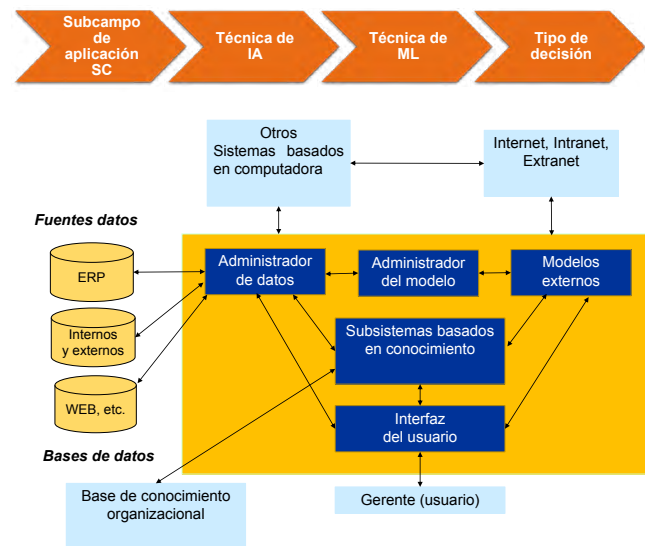 Subcampo
de
aplicación
SC
Técnica de
IA
Técnica de
ML
Tipo de
decisión
Otros
Sistemas basados
en computadora
Internet, Intranet,
Extranet
Fuentes datos
ERP
Internos
y externos
WEB, etc.
Bases de datos
Administrador
de datos
Administrador
del modelo
Modelos
externos
Subsistemas basados
en conocimiento
Interfaz
del usuario
Base de conocimiento
organizacional
Gerente (usuario)